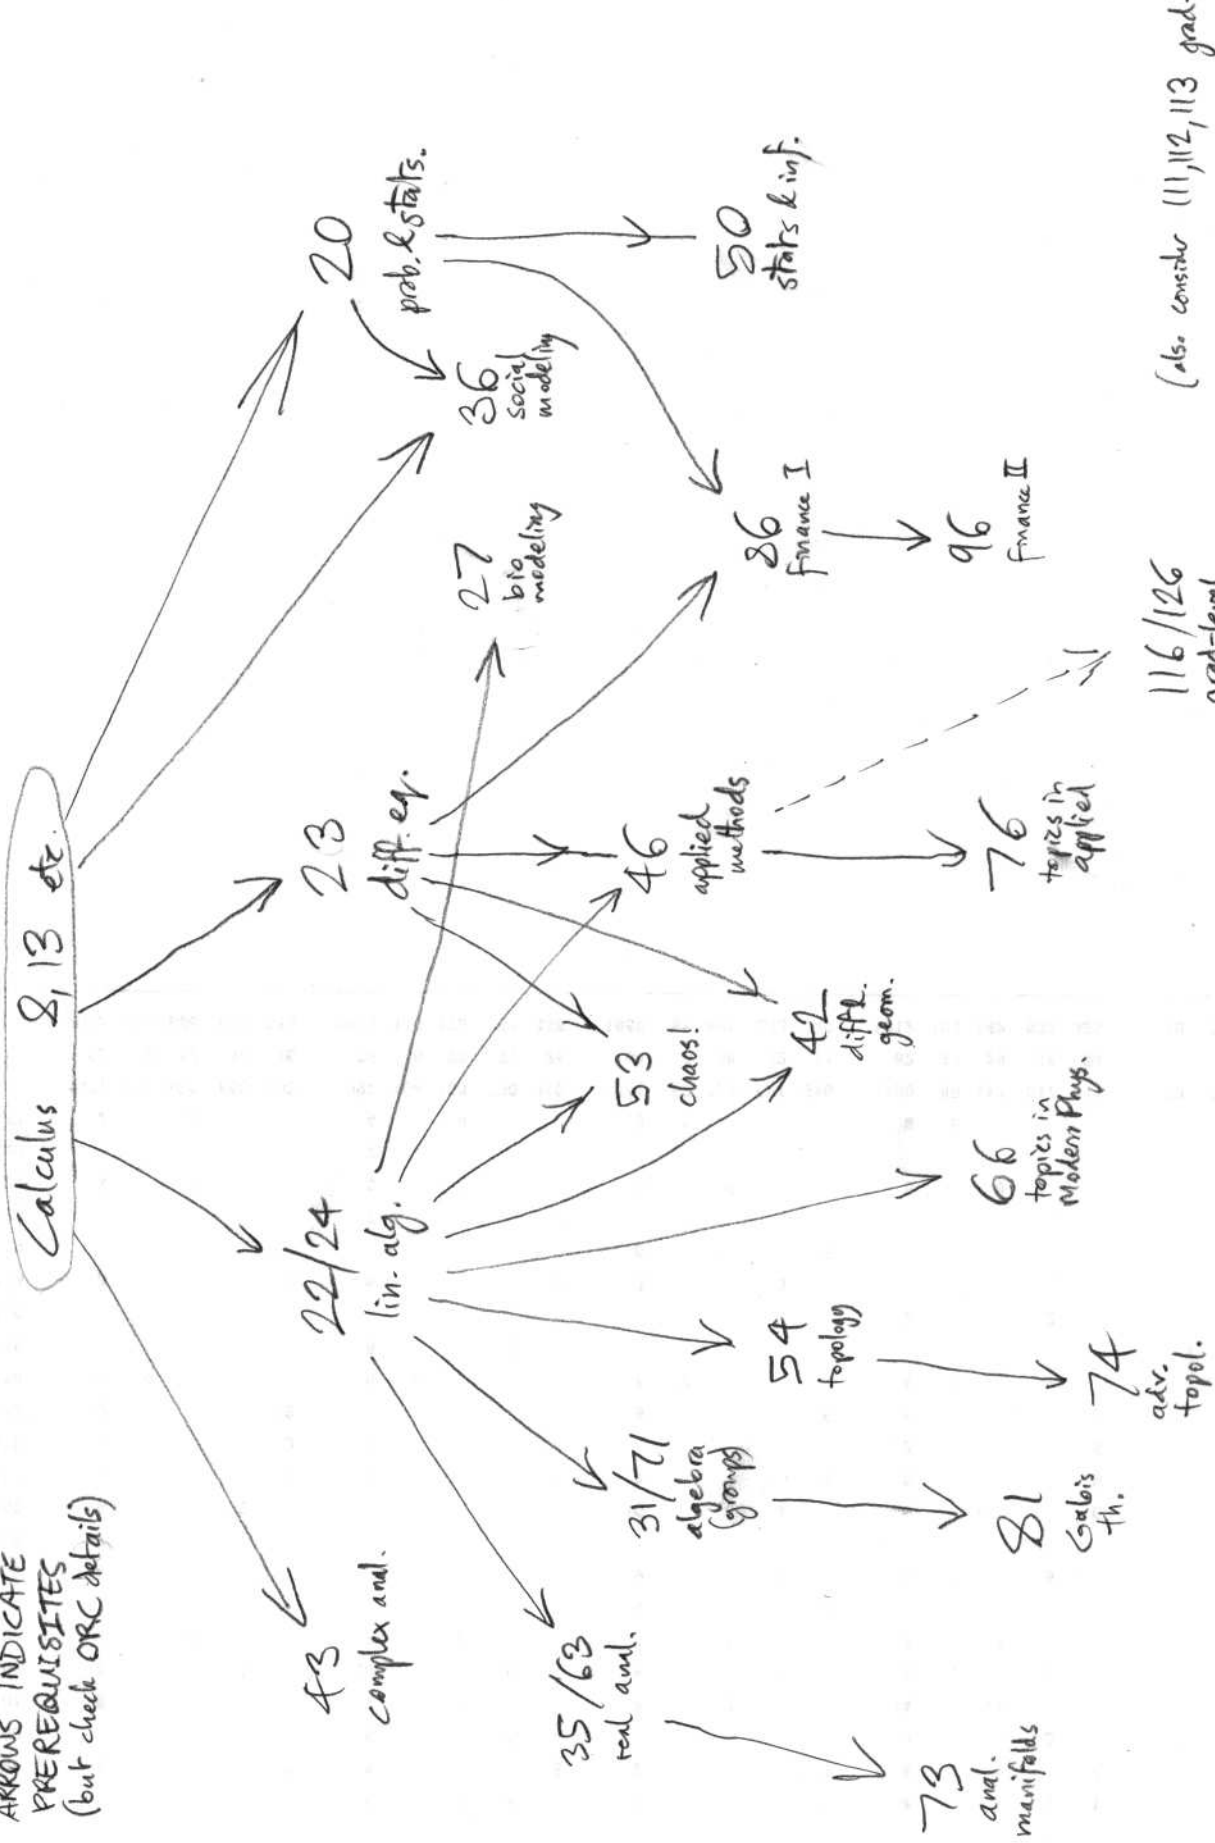 ARROWS INDICATE
PREREQUISITES
(but check ORC details)
Calculus 8, 13 etc.
43
complex anal.
22/24
lin. alg.
23
diff. eq.
20
prob. & stats.
35/63
real anal.
31/71
algebra
(groups)
54
topology
53
chaos!
42
diffl.
geom.
46
applied
methods
27
bio
modeling
36
social
modeling
50
stats & inf.
86
finance I
73
anal.
manifolds
81
Galois
th.
74
adv.
topol.
66
topics in
Modern Phys.
76
topics in
applied
96
finance II
116/126
grad-level
(also consider 111, 112, 113 grad-